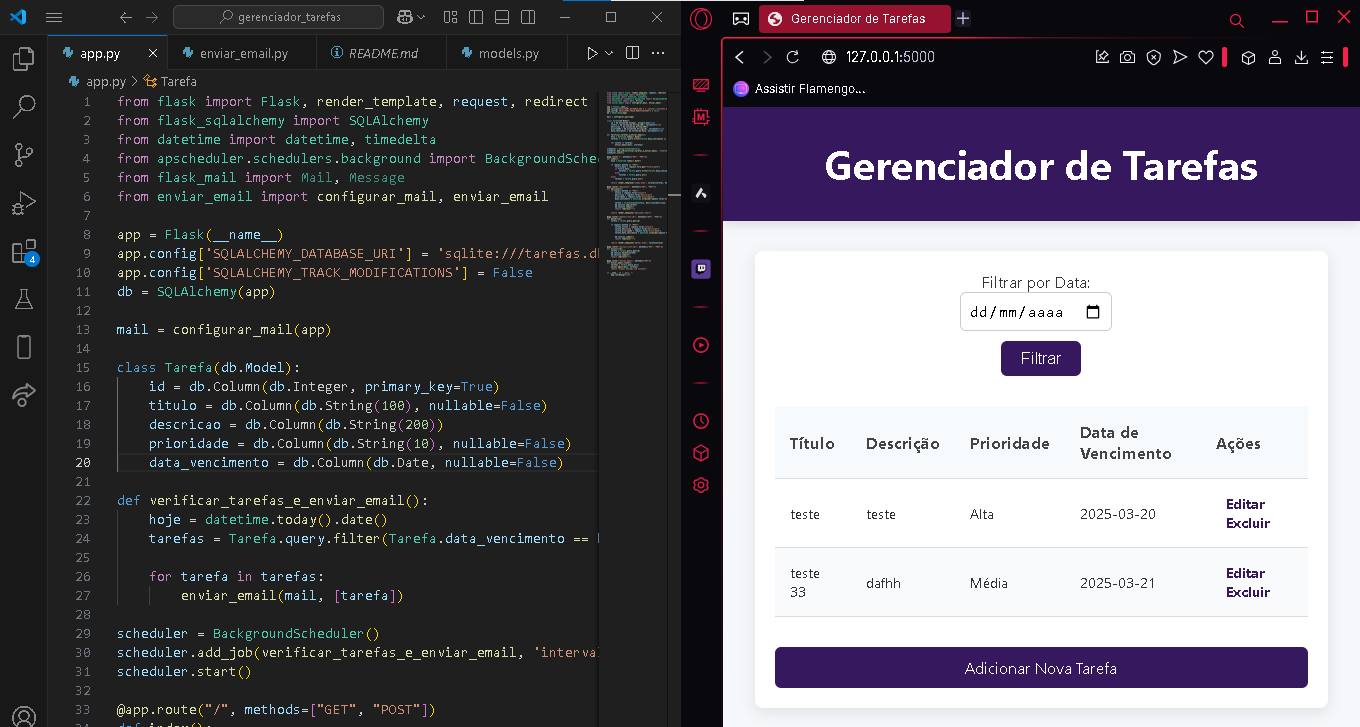 gerenciador_tarefas
app.py
enviar_email.py
README.md
models.py
app.py > Tarefa
1 from flask import Flask, render_template, request, redirect
2 from flask_sqlalchemy import SQLAlchemy
3 from datetime import datetime, timedelta
4 from apscheduler.schedulers.background import BackgroundSche
5 from flask_mail import Mail, Message
6 from enviar_email import configurar_mail, enviar_email
7
8 app = Flask(__name__)
9 app.config['SQLALCHEMY_DATABASE_URI'] = 'sqlite:///tarefas.d
10 app.config['SQLALCHEMY_TRACK_MODIFICATIONS'] = False
11 db = SQLAlchemy(app)
12
13 mail = configurar_mail(app)
14
15 class Tarefa(db.Model):
16 id = db.Column(db.Integer, primary_key=True)
17 titulo = db.Column(db.String(100), nullable=False)
18 descricao = db.Column(db.String(200))
19 prioridade = db.Column(db.String(10), nullable=False)
20 data_vencimento = db.Column(db.Date, nullable=False)
21
22 def verificar_tarefas_e_enviar_email():
23 hoje = datetime.today().date()
24 tarefas = Tarefa.query.filter(Tarefa.data_vencimento ==
25
26 for tarefa in tarefas:
27 enviar_email(mail, [tarefa])
28
29 scheduler = BackgroundScheduler()
30 scheduler.add_job(verificar_tarefas_e_enviar_email, 'interva
31 scheduler.start()
32
33 @app.route("/", methods=["GET", "POST"])
4
Gerenciador de Tarefas
127.0.0.1:5000
Assistir Flamengo...
Gerenciador de Tarefas
Filtrar por Data:
dd/mm/aaaa
Filtrar
Título Descrição Prioridade Data de Vencimento Ações
teste teste Alta 2025-03-20 Editar
Excluir
teste 33 dafhh Média 2025-03-21 Editar
Excluir
Adicionar Nova Tarefa